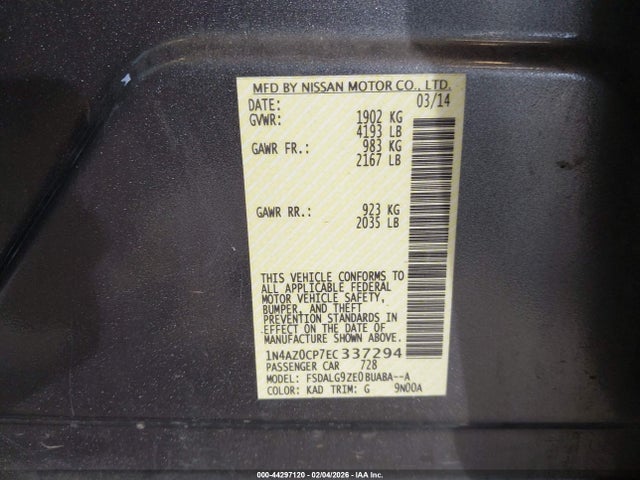 MFD BY NISSAN MOTOR CO., LTD.
DATE: 03/14
GVWR: 1902 KG
4193 LB
GAWR FR.: 983 KG
2167 LB
GAWR RR.: 923 KG
2035 LB
THIS VEHICLE CONFORMS TO
ALL APPLICABLE FEDERAL
MOTOR VEHICLE SAFETY,
BUMPER, AND THEFT
PREVENTION STANDARDS IN
EFFECT ON THE DATE OF
MANUFACTURE SHOWN ABOVE.
1N4AZ0CP7EC337294
PASSENGER CAR 728
MODEL: FSDALG9ZE0BUABA--A
COLOR: KAD TRIM: G 9N00A
000-44297120 | 02/04/2026 - IAA Inc.